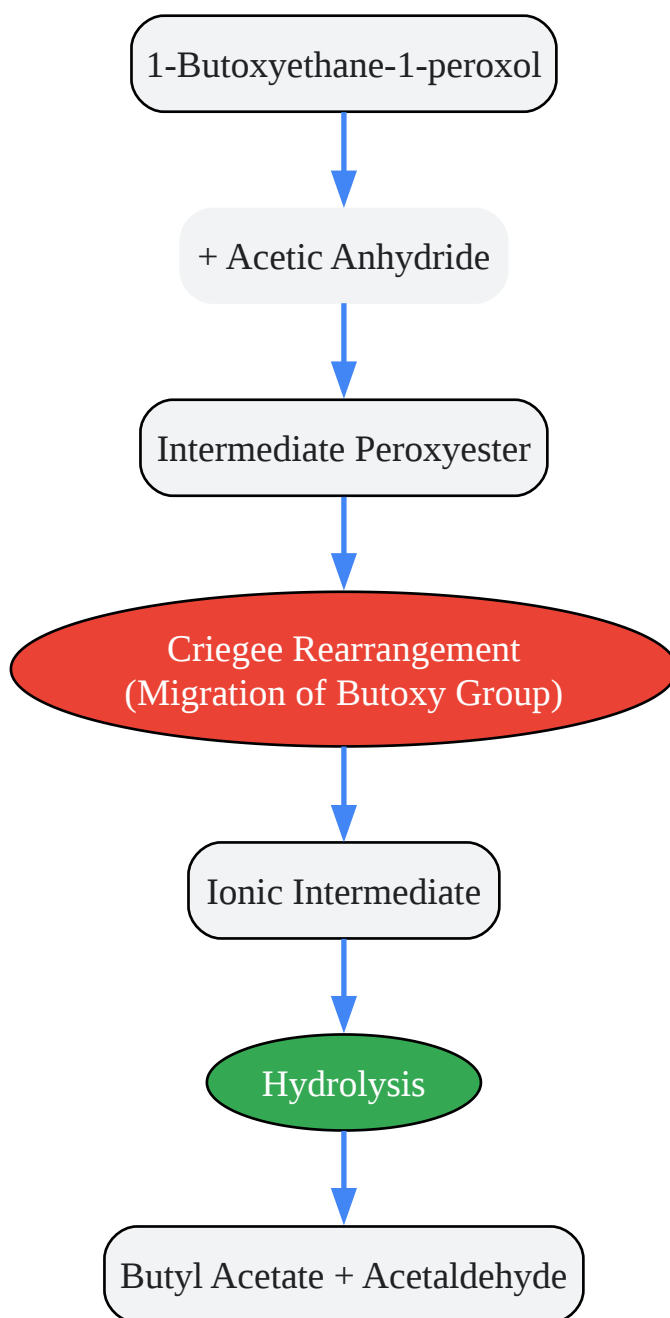 1-Butoxyethane-1-peroxol
+ Acetic Anhydride
Intermediate Peroxyester
Criegee Rearrangement
(Migration of Butoxy Group)
Ionic Intermediate
Hydrolysis
Butyl Acetate + Acetaldehyde